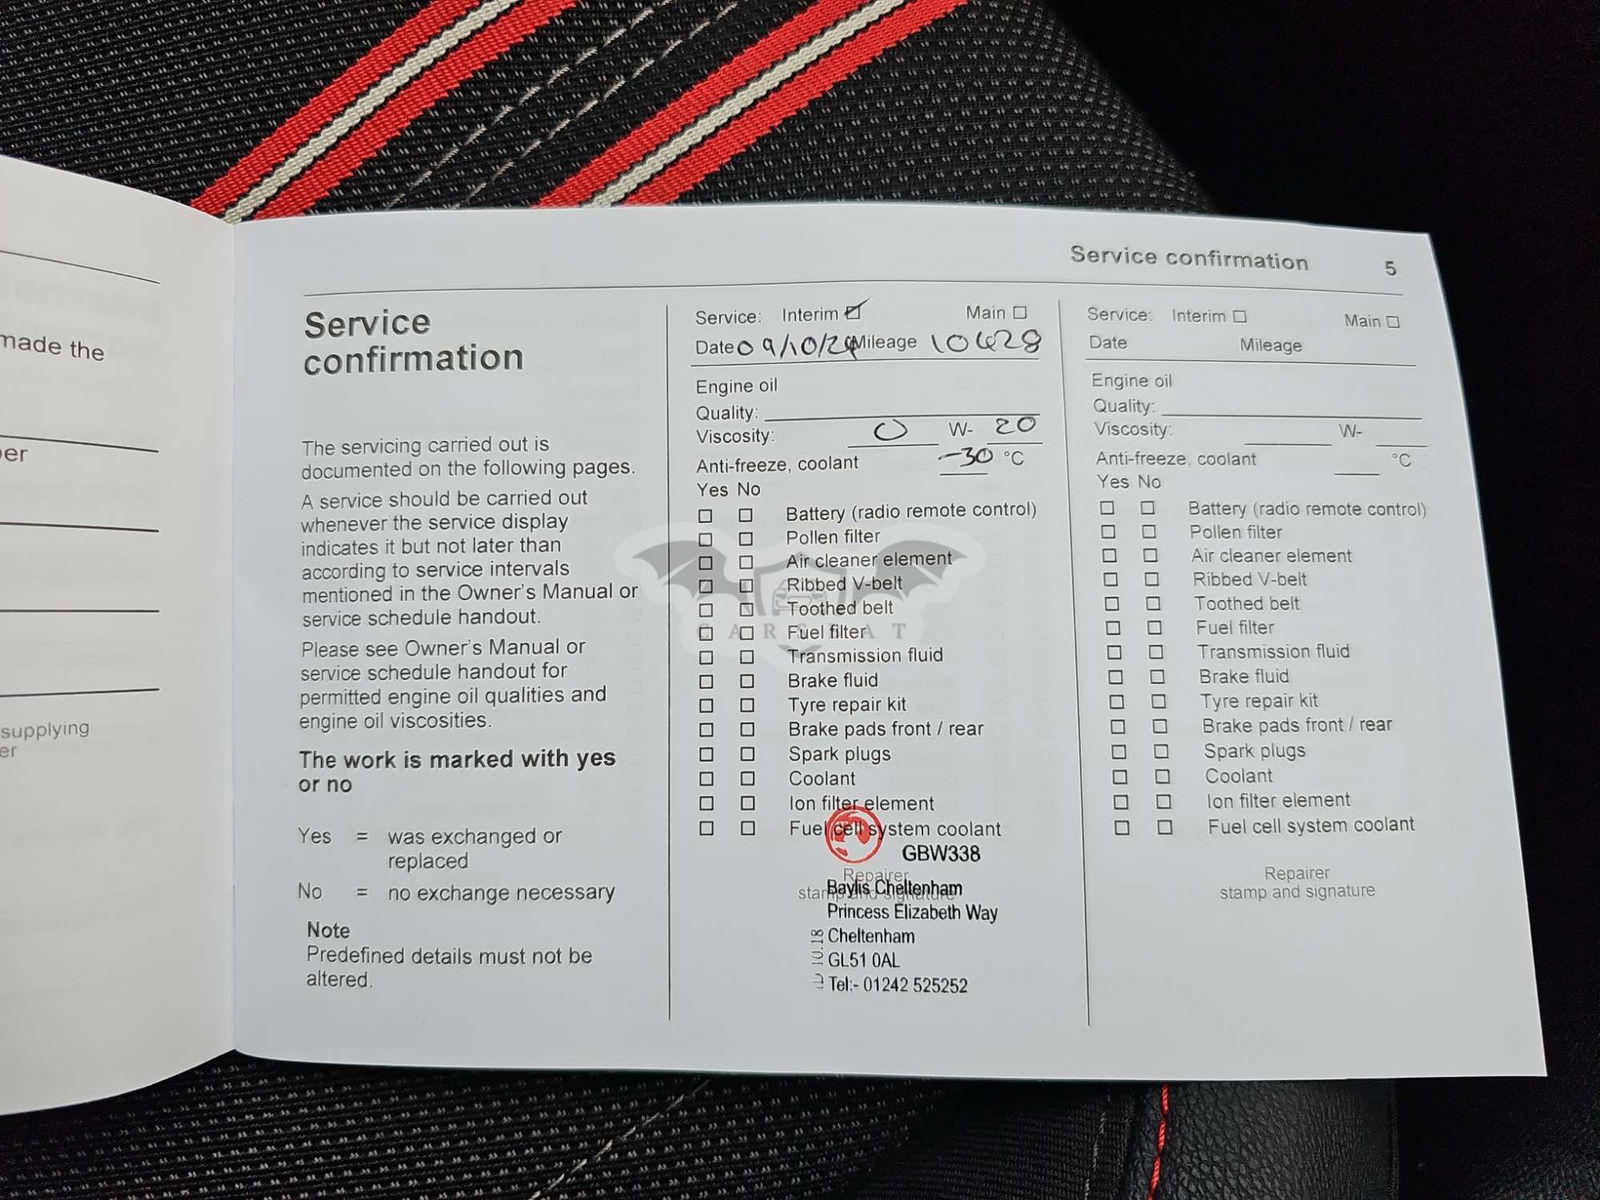 made the
er
supplying
er
Service confirmation 5
Service
confirmation
The servicing carried out is
documented on the following pages.
A service should be carried out
whenever the service display
indicates it but not later than
according to service intervals
mentioned in the Owner's Manual or
service schedule handout.
Please see Owner's Manual or
service schedule handout for
permitted engine oil qualities and
engine oil viscosities.
The work is marked with yes
or no
Yes = was exchanged or
replaced
No = no exchange necessary
Note
Predefined details must not be
altered.
Service: Interim Main
Date 09/10/24 Mileage 10428
Engine oil
Quality:
Viscosity: 0 W- 20
Anti-freeze, coolant -30 °C
Yes No
Battery (radio remote control)
Pollen filter
Air cleaner element
Ribbed V-belt
Toothed belt
Fuel filter
Transmission fluid
Brake fluid
Tyre repair kit
Brake pads front / rear
Spark plugs
Coolant
Ion filter element
Fuel cell system coolant
GBW338
Repairer
stamp and signature
Baylis Cheltenham
Princess Elizabeth Way
Cheltenham
GL51 0AL
Tel:- 01242 525252
CARSBAT
Service: Interim Main
Date Mileage
Engine oil
Quality:
Viscosity: W-
Anti-freeze, coolant °C
Yes No
Battery (radio remote control)
Pollen filter
Air cleaner element
Ribbed V-belt
Toothed belt
Fuel filter
Transmission fluid
Brake fluid
Tyre repair kit
Brake pads front / rear
Spark plugs
Coolant
Ion filter element
Fuel cell system coolant
Repairer
stamp and signature